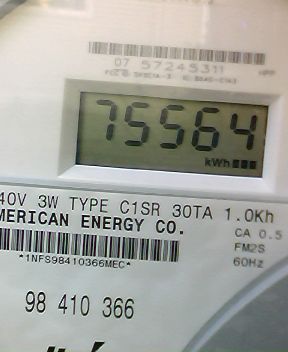 07 57245311
75564
kWh
40V 3W TYPE C1SR 30TA 1.0Kh
MERICAN ENERGY CO.
CA 0.5
FM2S
*1NFS98410366MEC*
60Hz
98 410 366